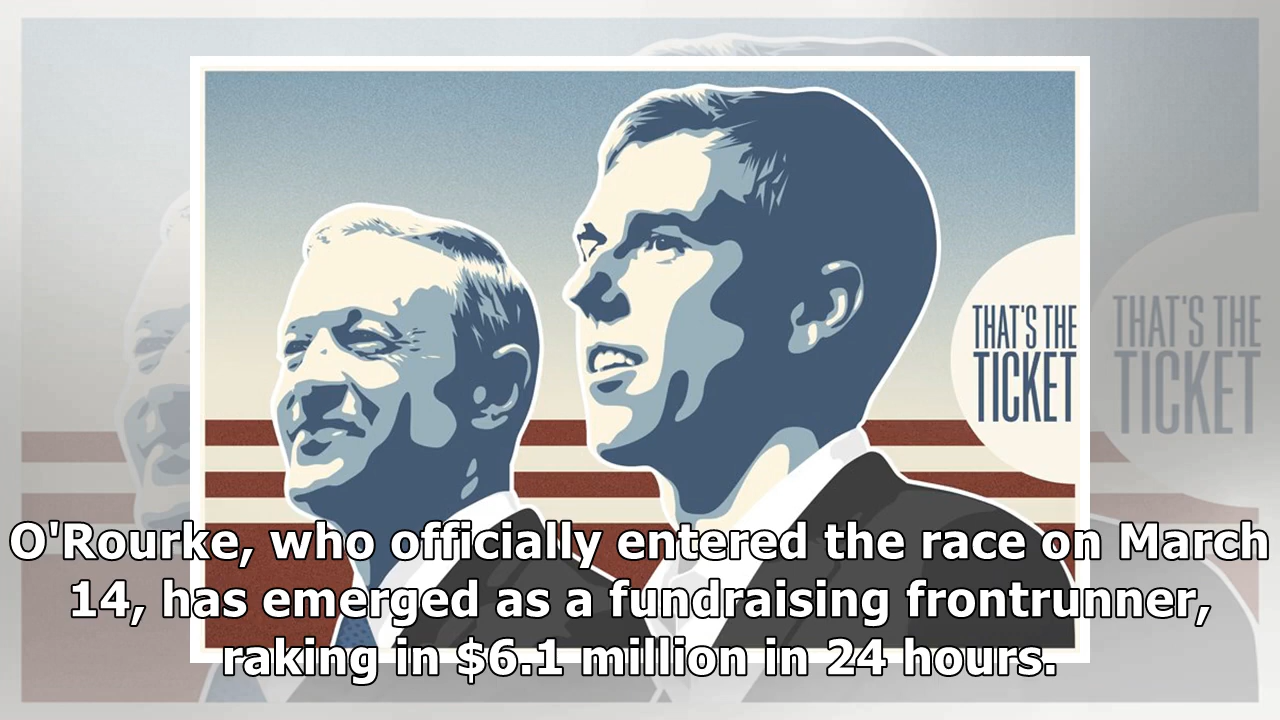 THAT'S THE
TICKET
THAT'S THE
TICKET
O'Rourke, who officially entered the race on March
14, has emerged as a fundraising frontrunner,
raking in $6.1 million in 24 hours.